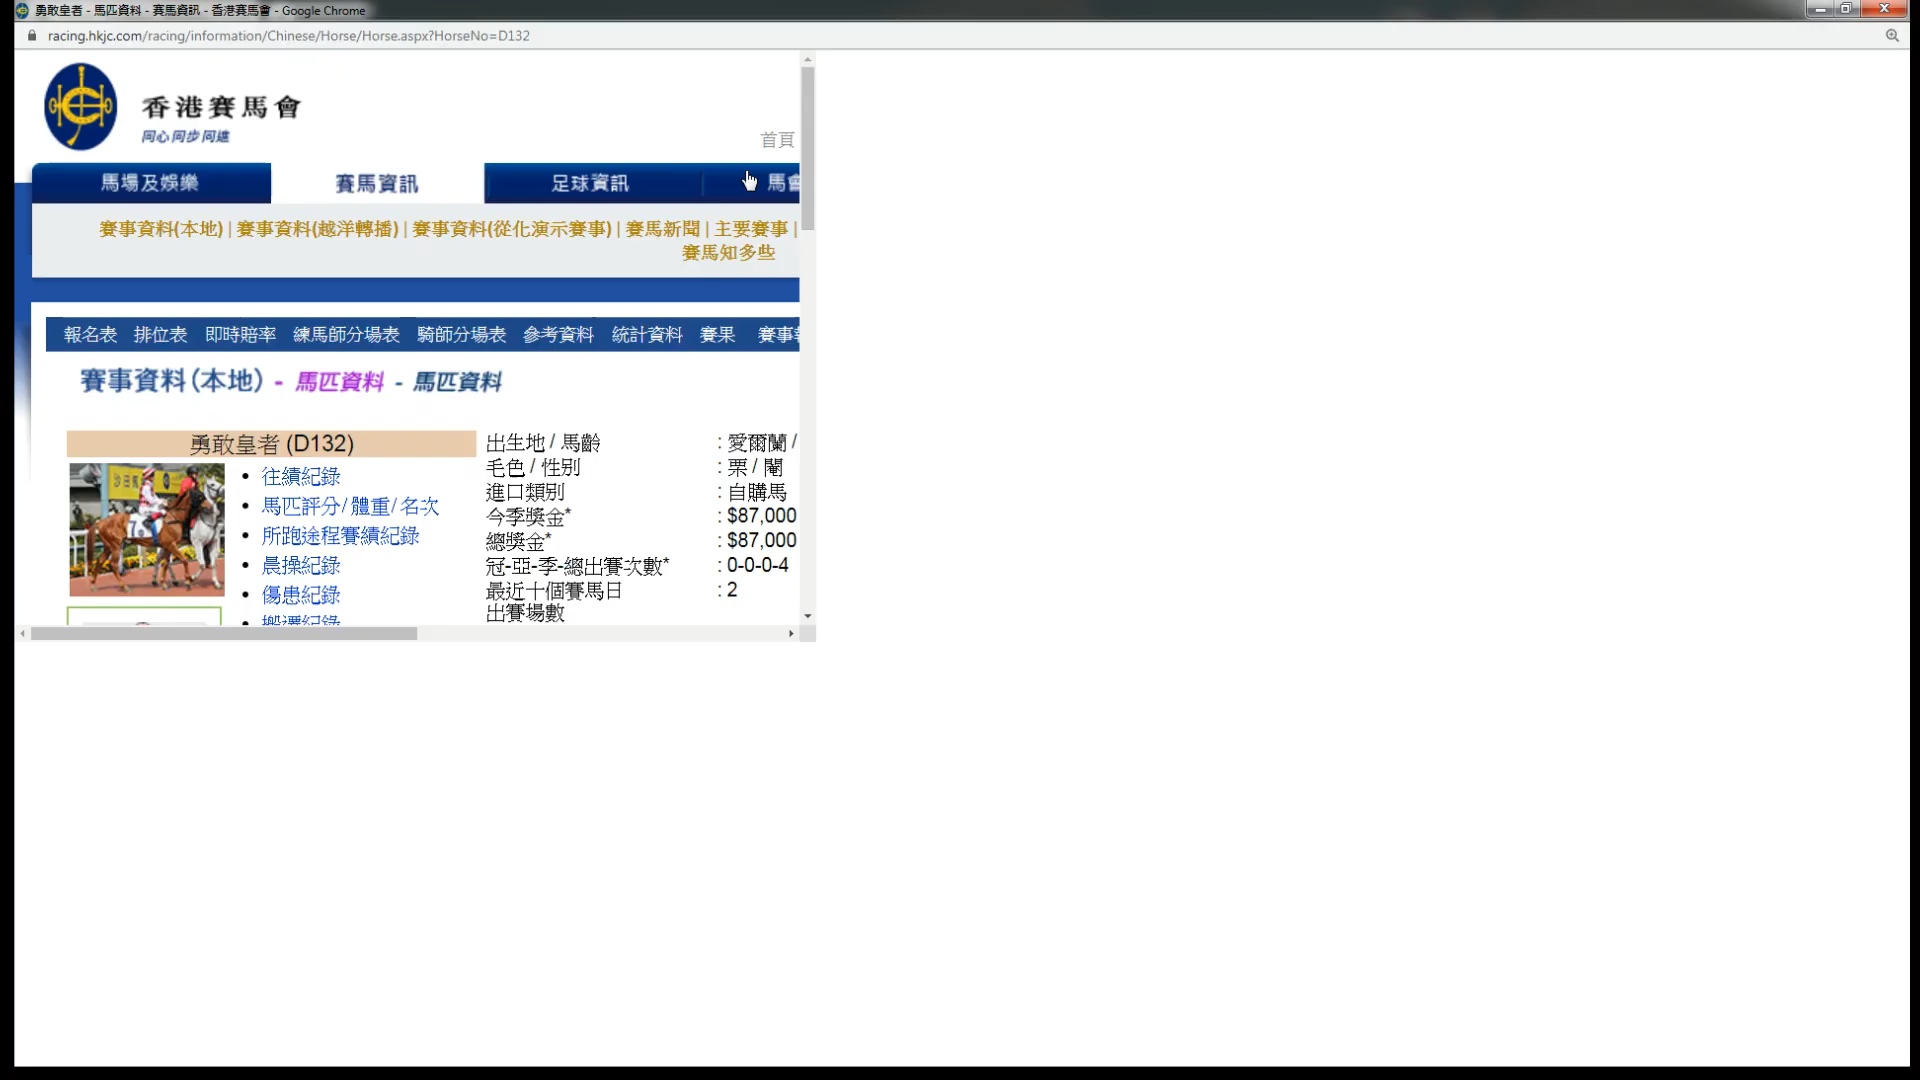 勇敢皇者 - 馬匹資料 - 賽馬資訊 - 香港賽馬會 - Google Chrome
racing.hkjc.com/racing/information/Chinese/Horse/Horse.aspx?HorseNo=D132
香港賽馬會
同心同步同進
首頁
馬場及娛樂 賽馬資訊 足球資訊 馬會
賽事資料(本地) | 賽事資料(越洋轉播) | 賽事資料(從化演示賽事) | 賽馬新聞 | 主要賽事 |
賽馬知多些
報名表 排位表 即時賠率 練馬師分場表 騎師分場表 參考資料 統計資料 賽果 賽事
賽事資料(本地) - 馬匹資料 - 馬匹資料
勇敢皇者 (D132)
往績紀錄
馬匹評分/體重/名次
所跑途程賽績紀錄
晨操紀錄
傷患紀錄
搬遷紀錄
出生地 / 馬齡 : 愛爾蘭 /
毛色 / 性別 : 栗 / 閹
進口類別 : 自購馬
今季獎金* : $87,000
總獎金* : $87,000
冠-亞-季-總出賽次數* : 0-0-0-4
最近十個賽馬日 : 2
出賽場數